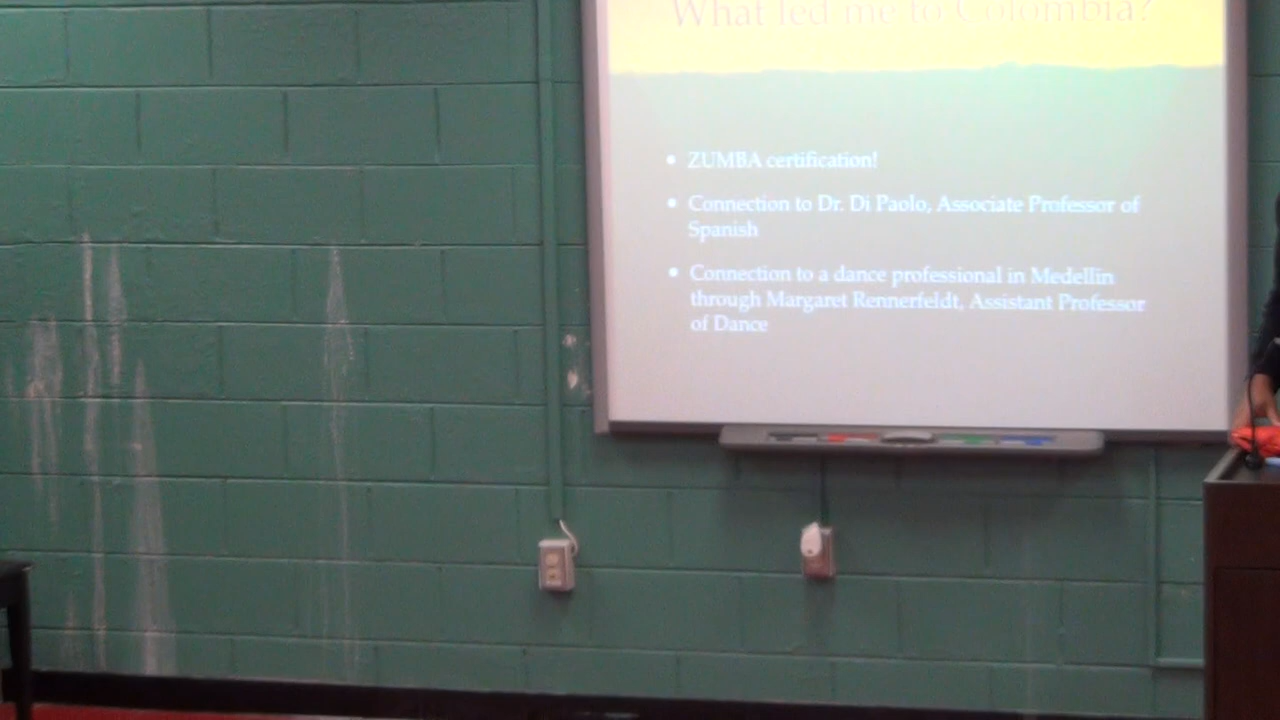 What led me to Colombia?
• ZUMBA certification!
• Connection to Dr. Di Paolo, Associate Professor of
Spanish
• Connection to a dance professional in Medellin
through Margaret Rennerfeldt, Assistant Professor
of Dance